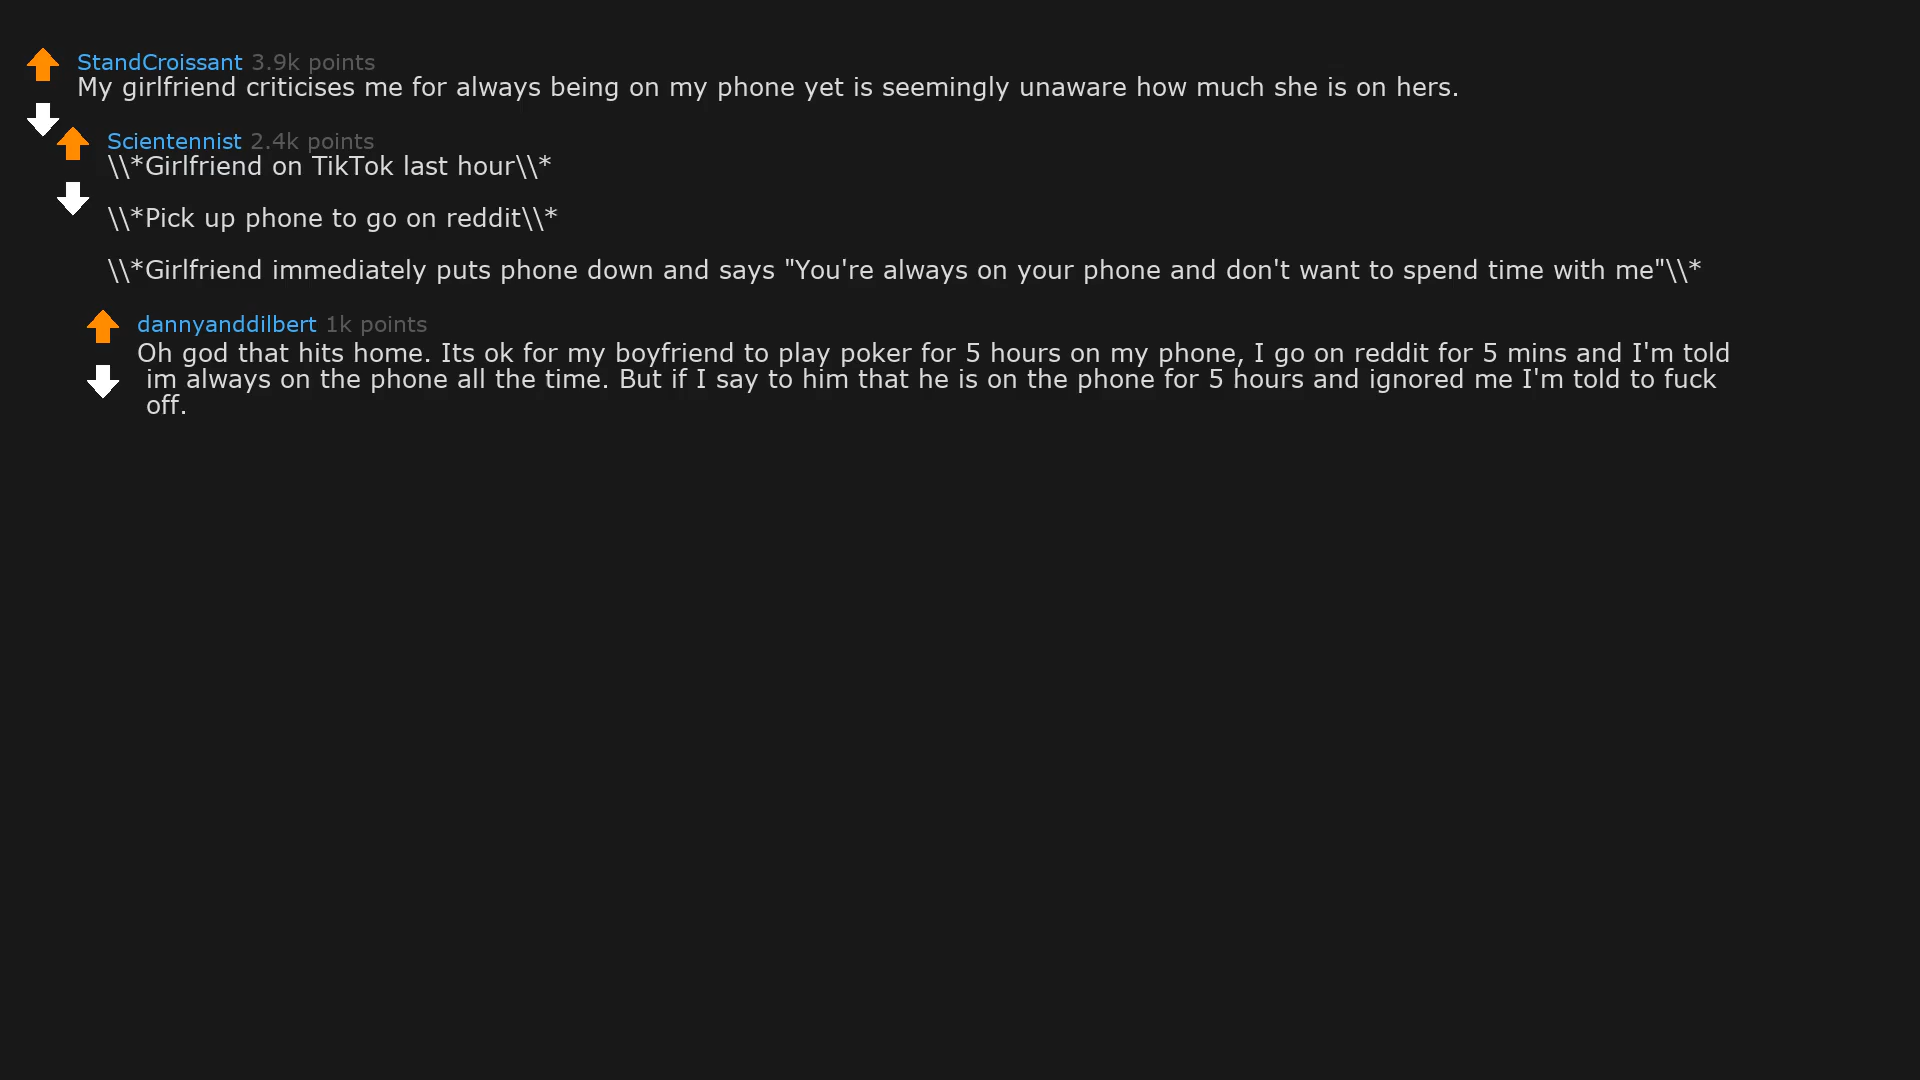 StandCroissant 3.9k points
My girlfriend criticises me for always being on my phone yet is seemingly unaware how much she is on hers.
Scientennist 2.4k points
\\*Girlfriend on TikTok last hour\\*
\\*Pick up phone to go on reddit\\*
\\*Girlfriend immediately puts phone down and says "You're always on your phone and don't want to spend time with me"\\*
dannyanddilbert 1k points
Oh god that hits home. Its ok for my boyfriend to play poker for 5 hours on my phone, I go on reddit for 5 mins and I'm told
im always on the phone all the time. But if I say to him that he is on the phone for 5 hours and ignored me I'm told to fuck
off.